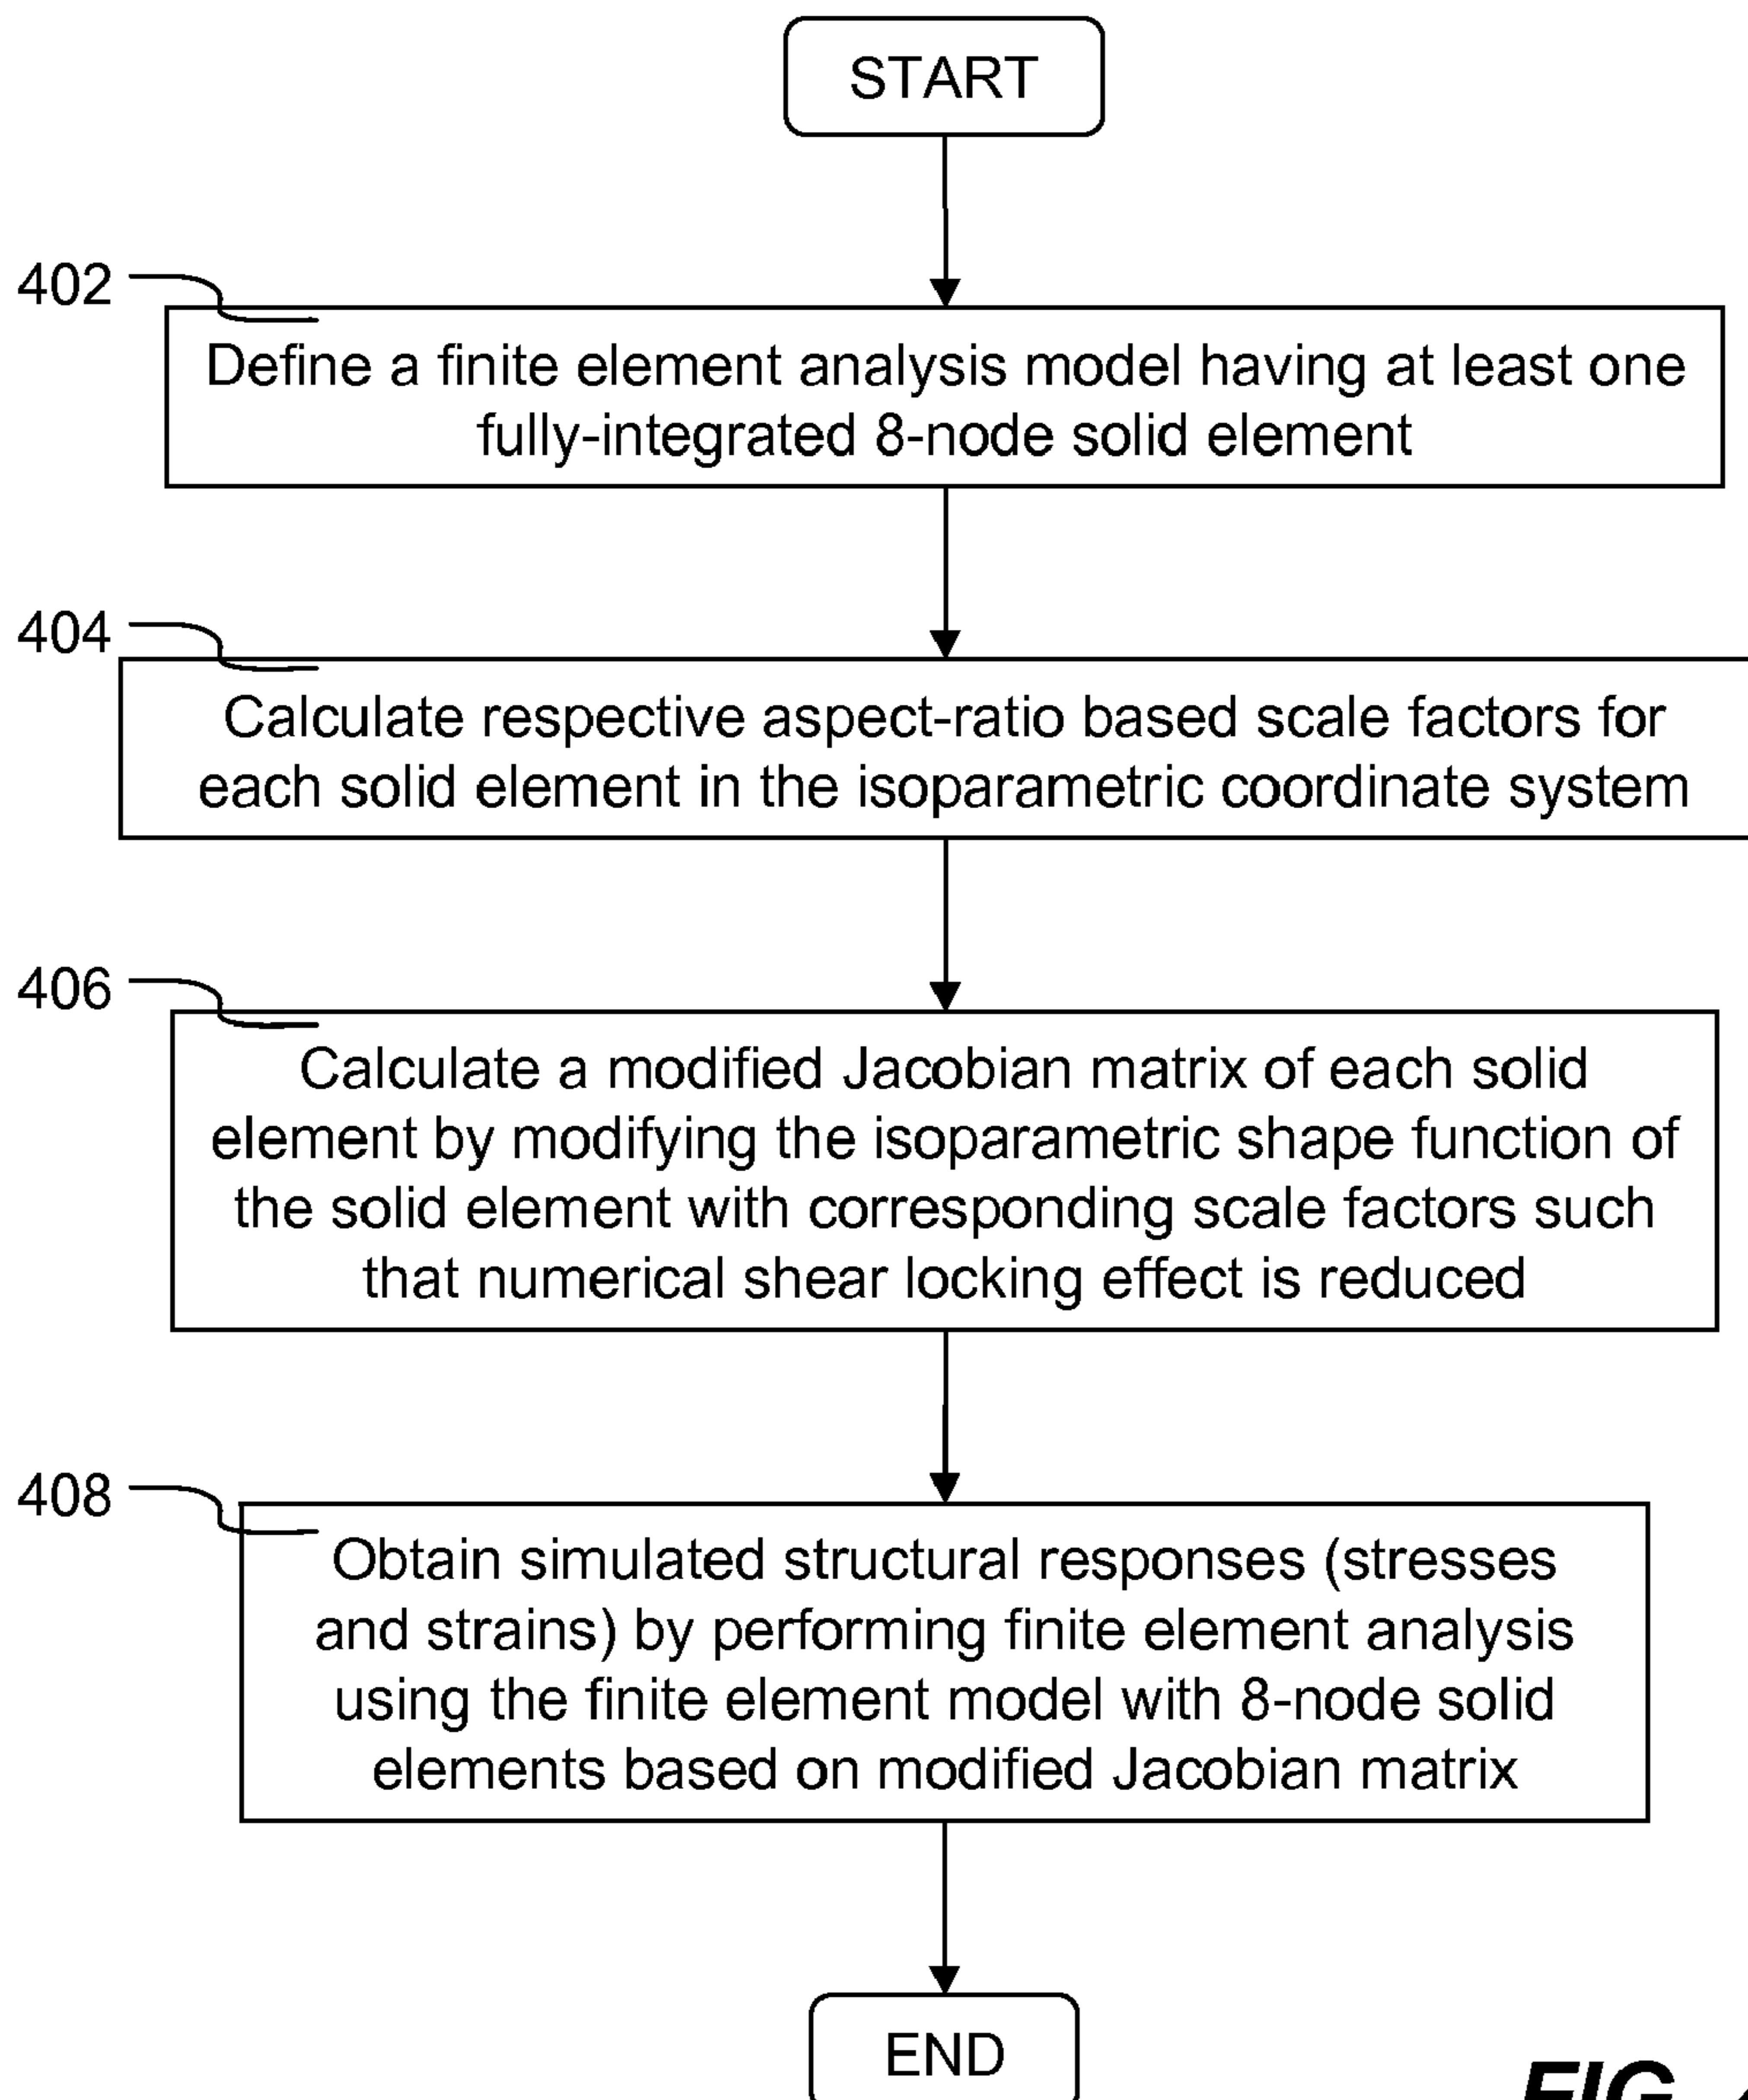 START
402
Define a finite element analysis model having at least one
fully-integrated 8-node solid element
404
Calculate respective aspect-ratio based scale factors for
each solid element in the isoparametric coordinate system
406
Calculate a modified Jacobian matrix of each solid
element by modifying the isoparametric shape function of
the solid element with corresponding scale factors such
that numerical shear locking effect is reduced
408
Obtain simulated structural responses (stresses
and strains) by performing finite element analysis
using the finite element model with 8-node solid
elements based on modified Jacobian matrix
END
FIG.